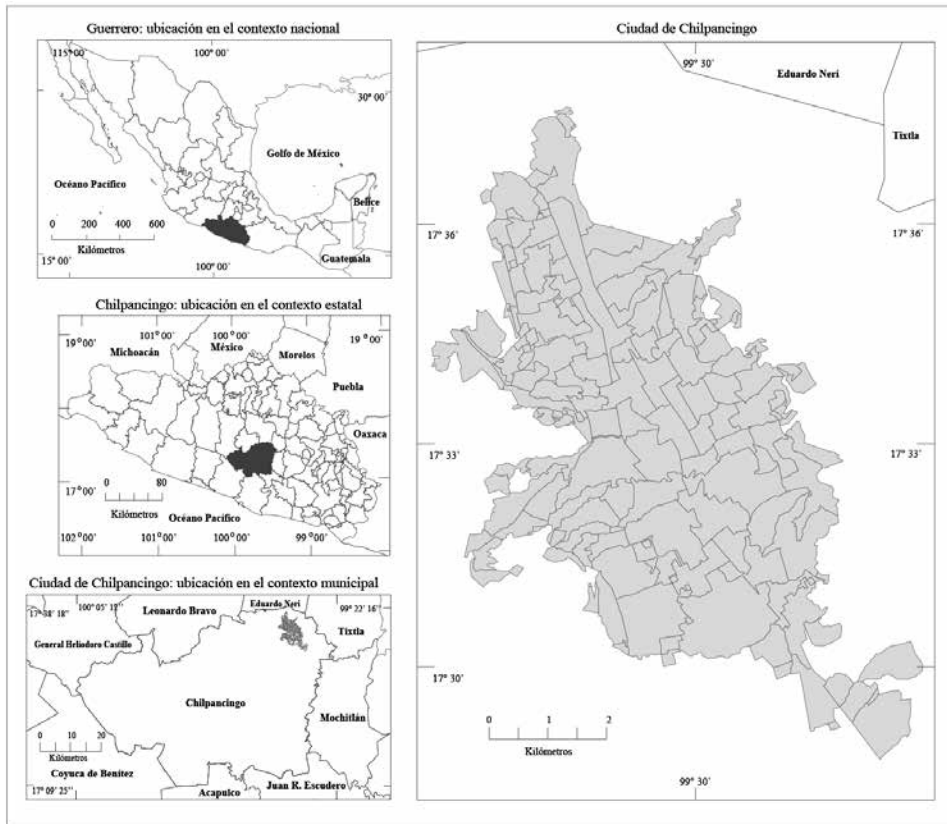 Guerrero: ubicación en el contexto nacional
115° 00'
100° 00'
30° 00'
Golfo de México
Océano Pacífico
Belice
0 200 400 600
Kilómetros
Guatemala
15° 00'
100° 00'
Chilpancingo: ubicación en el contexto estatal
19° 00'
101° 00'
100° 00'
19° 00'
Michoacán
México
Morelos
Puebla
Oaxaca
0 80
17° 00'
Kilómetros
Océano Pacífico
102° 00'
101° 00'
100° 00'
99° 00'
Ciudad de Chilpancingo: ubicación en el contexto municipal
17° 38' 18"
100° 05' 12"
Leonardo Bravo
Eduardo Neri
99° 22' 16"
Tixtla
General Heliodoro Castillo
Chilpancingo
Mochitlán
0 10 20
Kilómetros
Coyuca de Benítez
Juan R. Escudero
17° 09' 25"
Acapulco
Ciudad de Chilpancingo
99° 30'
Eduardo Neri
Tixtla
17° 36'
17° 36'
17° 33'
17° 33'
17° 30'
17° 30'
0 1 2
Kilómetros
99° 30'